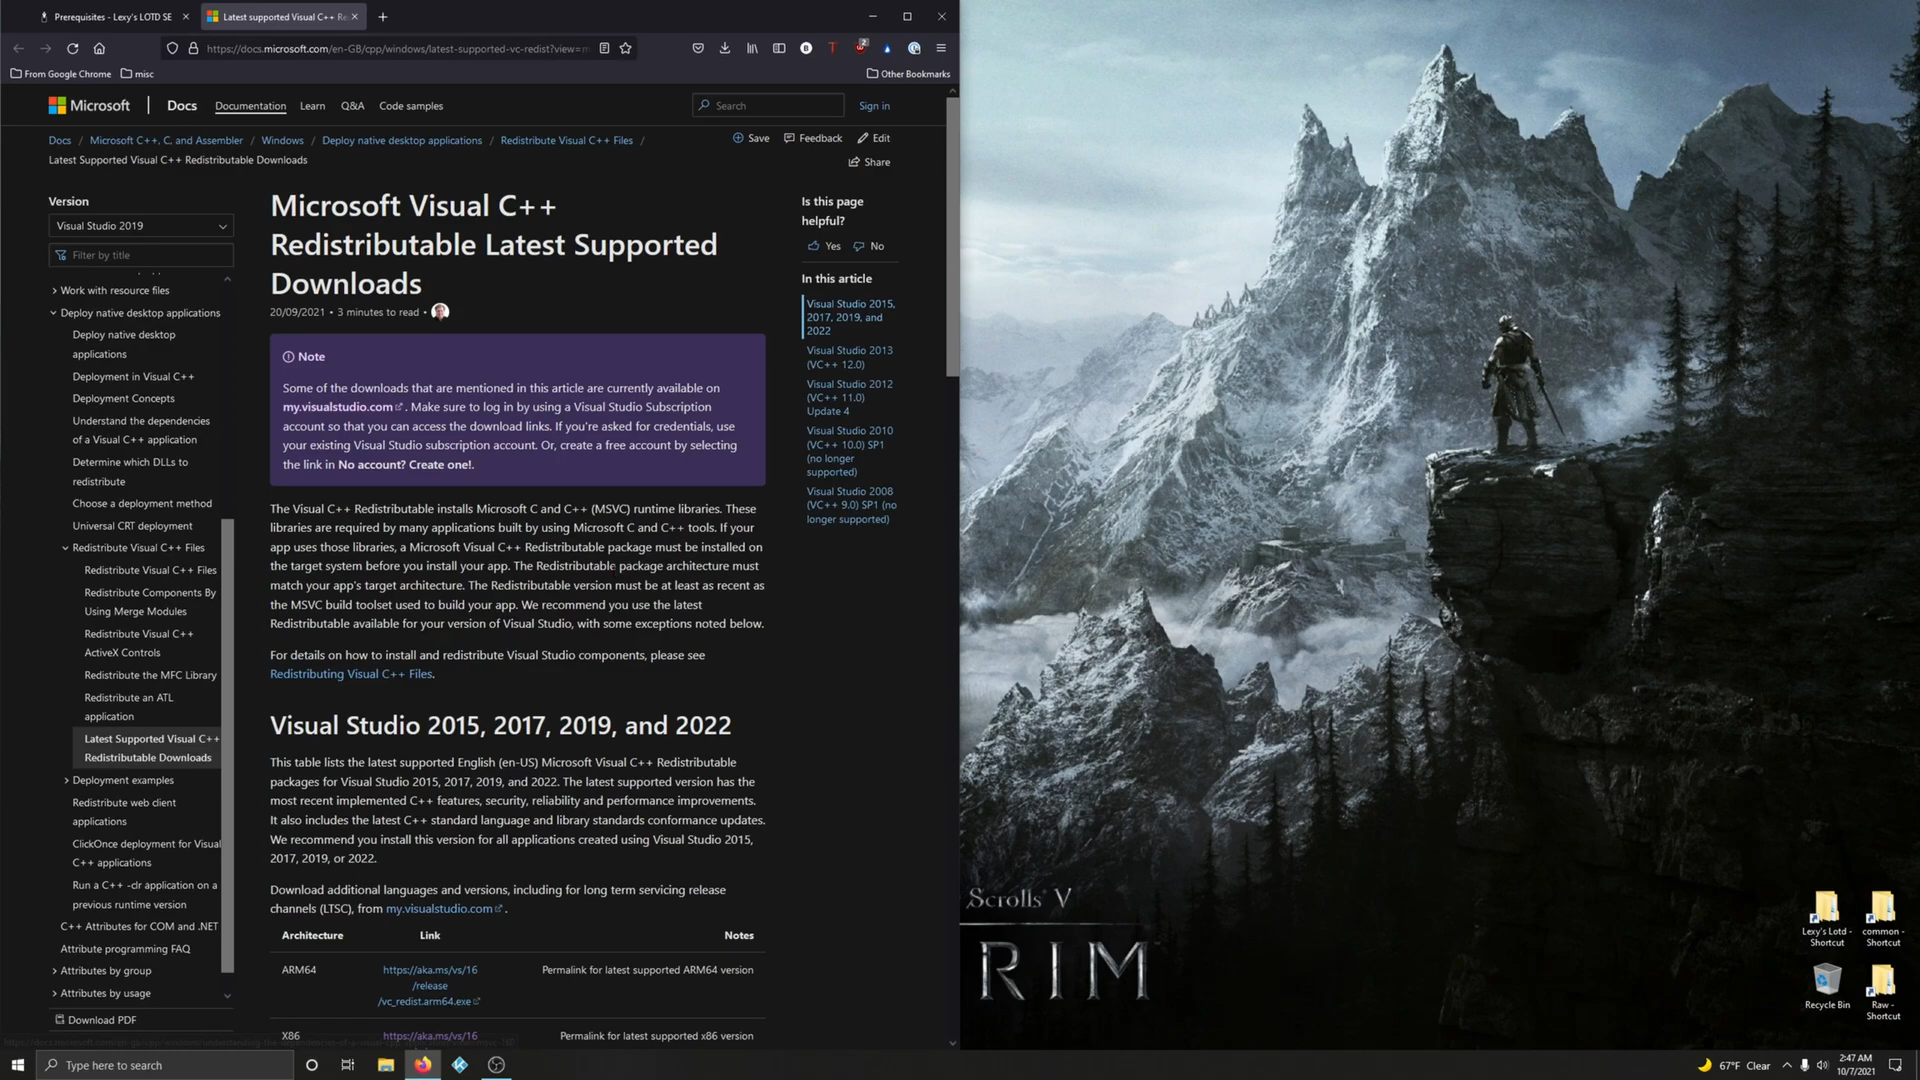 Prerequisites - Lexy's LOTD SE
Latest supported Visual C++ Re
https://docs.microsoft.com/en-GB/cpp/windows/latest-supported-vc-redist?view=m
2
From Google Chrome
misc
Other Bookmarks
Microsoft
Docs
Documentation
Learn
Q&A
Code samples
Search
Sign in
Docs / Microsoft C++, C, and Assembler / Windows / Deploy native desktop applications / Redistribute Visual C++ Files /
Latest Supported Visual C++ Redistributable Downloads
Save
Feedback
Edit
Share
Version
Visual Studio 2019
Filter by title
Work with resource files
Deploy native desktop applications
Deploy native desktop
applications
Deployment in Visual C++
Deployment Concepts
Understand the dependencies
of a Visual C++ application
Determine which DLLs to
redistribute
Choose a deployment method
Universal CRT deployment
Redistribute Visual C++ Files
Redistribute Visual C++ Files
Redistribute Components By
Using Merge Modules
Redistribute Visual C++
ActiveX Controls
Redistribute the MFC Library
Redistribute an ATL
application
Latest Supported Visual C++
Redistributable Downloads
Deployment examples
Redistribute web client
applications
ClickOnce deployment for Visual
C++ applications
Run a C++ -clr application on a
previous runtime version
C++ Attributes for COM and .NET
Attribute programming FAQ
Attributes by group
Attributes by usage
Download PDF
Microsoft Visual C++
Redistributable Latest Supported
Downloads
20/09/2021 • 3 minutes to read •
Note
Some of the downloads that are mentioned in this article are currently available on
my.visualstudio.com . Make sure to log in by using a Visual Studio Subscription
account so that you can access the download links. If you're asked for credentials, use
your existing Visual Studio subscription account. Or, create a free account by selecting
the link in No account? Create one!.
The Visual C++ Redistributable installs Microsoft C and C++ (MSVC) runtime libraries. These
libraries are required by many applications built by using Microsoft C and C++ tools. If your
app uses those libraries, a Microsoft Visual C++ Redistributable package must be installed on
the target system before you install your app. The Redistributable package architecture must
match your app's target architecture. The Redistributable version must be at least as recent as
the MSVC build toolset used to build your app. We recommend you use the latest
Redistributable available for your version of Visual Studio, with some exceptions noted below.
For details on how to install and redistribute Visual Studio components, please see
Redistributing Visual C++ Files.
Visual Studio 2015, 2017, 2019, and 2022
This table lists the latest supported English (en-US) Microsoft Visual C++ Redistributable
packages for Visual Studio 2015, 2017, 2019, and 2022. The latest supported version has the
most recent implemented C++ features, security, reliability and performance improvements.
It also includes the latest C++ standard language and library standards conformance updates.
We recommend you install this version for all applications created using Visual Studio 2015,
2017, 2019, or 2022.
Download additional languages and versions, including for long term servicing release
channels (LTSC), from my.visualstudio.com .
Architecture
Link
Notes
ARM64
https://aka.ms/vs/16
/release
/vc_redist.arm64.exe
Permalink for latest supported ARM64 version
X86
https://aka.ms/vs/16
Permalink for latest supported x86 version
Is this page
helpful?
Yes
No
In this article
Visual Studio 2015,
2017, 2019, and
2022
Visual Studio 2013
(VC++ 12.0)
Visual Studio 2012
(VC++ 11.0)
Update 4
Visual Studio 2010
(VC++ 10.0) SP1
(no longer
supported)
Visual Studio 2008
(VC++ 9.0) SP1 (no
longer supported)
Scrolls V
RIM
Lexy's Lotd -
Shortcut
common -
Shortcut
Recycle Bin
Raw -
Shortcut
Type here to search
67°F Clear
2:47 AM
10/7/2021